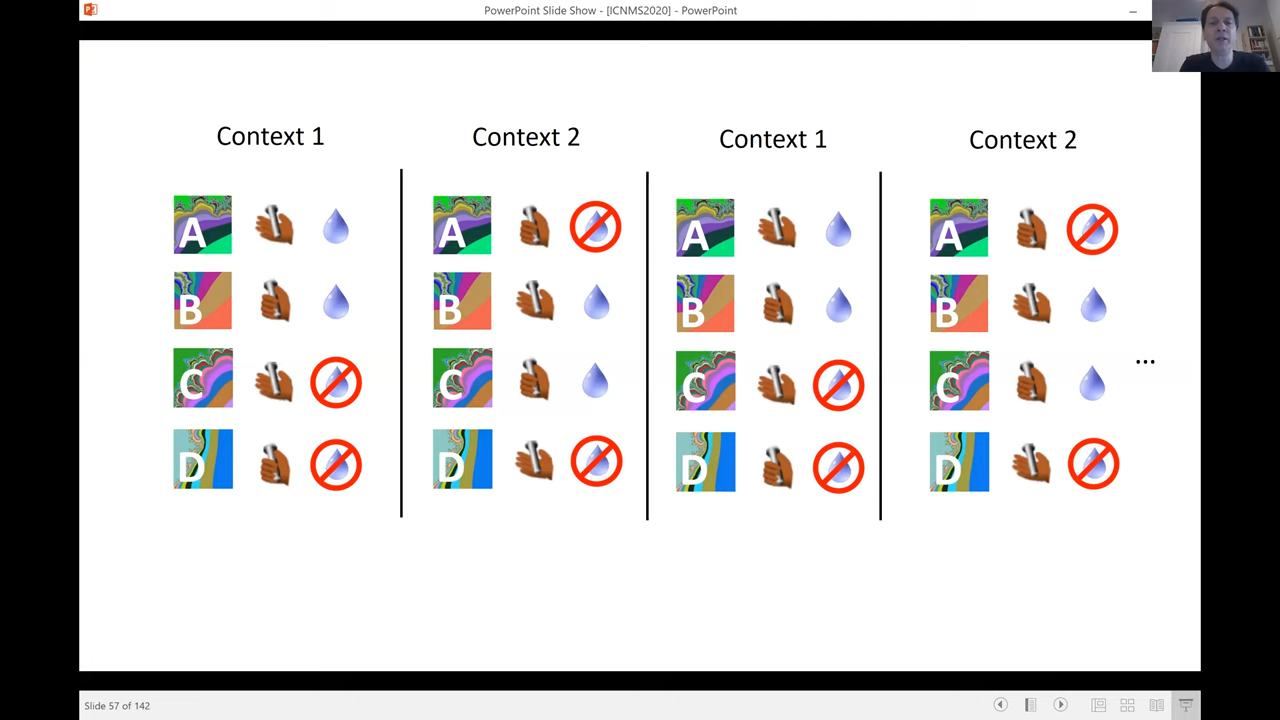 PowerPoint Slide Show - [ICNMS2020] - PowerPoint
Context 1
Context 2
Context 1
Context 2
A
A
A
A
B
B
B
B
C
C
C
C
...
D
D
D
D
Slide 57 of 142